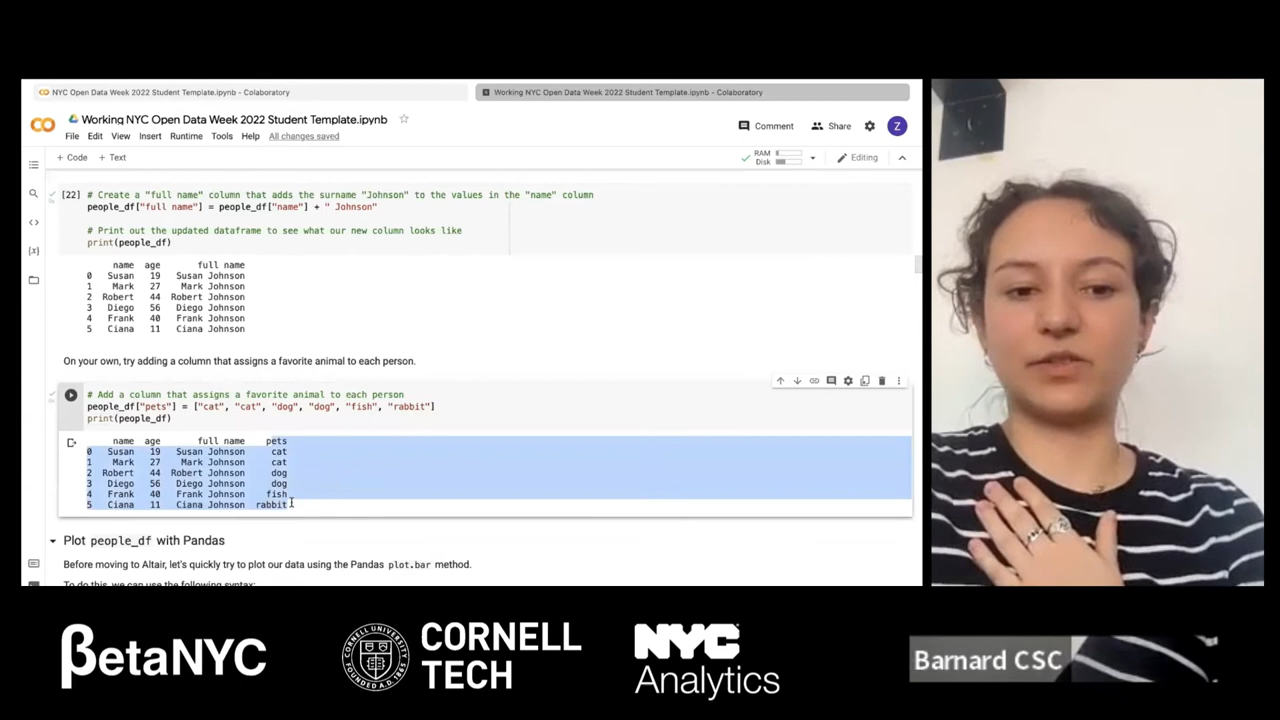 NYC Open Data Week 2022 Student Template.ipynb - Colaboratory
Working NYC Open Data Week 2022 Student Template.ipynb - Colaboratory
Working NYC Open Data Week 2022 Student Template.ipynb
Comment Share Z
File Edit View Insert Runtime Tools Help All changes saved
+ Code + Text
RAM
Disk
Editing
[22] # Create a "full name" column that adds the surname "Johnson" to the values in the "name" column
people_df["full name"] = people_df["name"] + " Johnson"
# Print out the updated dataframe to see what our new column looks like
print(people_df)
name age full name
0 Susan 19 Susan Johnson
1 Mark 27 Mark Johnson
2 Robert 44 Robert Johnson
3 Diego 56 Diego Johnson
4 Frank 40 Frank Johnson
5 Ciana 11 Ciana Johnson
On your own, try adding a column that assigns a favorite animal to each person.
# Add a column that assigns a favorite animal to each person
people_df["pets"] = ["cat", "cat", "dog", "dog", "fish", "rabbit"]
print(people_df)
name age full name pets
0 Susan 19 Susan Johnson cat
1 Mark 27 Mark Johnson cat
2 Robert 44 Robert Johnson dog
3 Diego 56 Diego Johnson dog
4 Frank 40 Frank Johnson fish
5 Ciana 11 Ciana Johnson rabbit
Plot people_df with Pandas
Before moving to Altair, let's quickly try to plot our data using the Pandas plot.bar method.
To do this, we can use the following syntax:
βetaNYC
CORNELL
TECH
NYC
Analytics
Barnard CSC